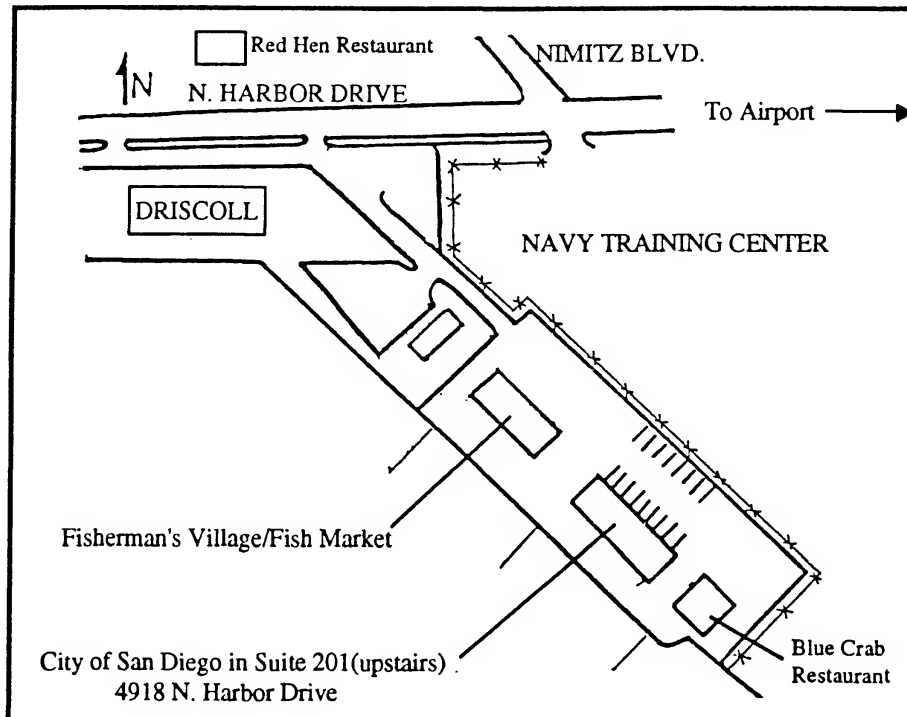 Red Hen Restaurant
NIMITZ BLVD.
N
N. HARBOR DRIVE
To Airport
DRISCOLL
NAVY TRAINING CENTER
Fisherman's Village/Fish Market
City of San Diego in Suite 201(upstairs)
4918 N. Harbor Drive
Blue Crab
Restaurant